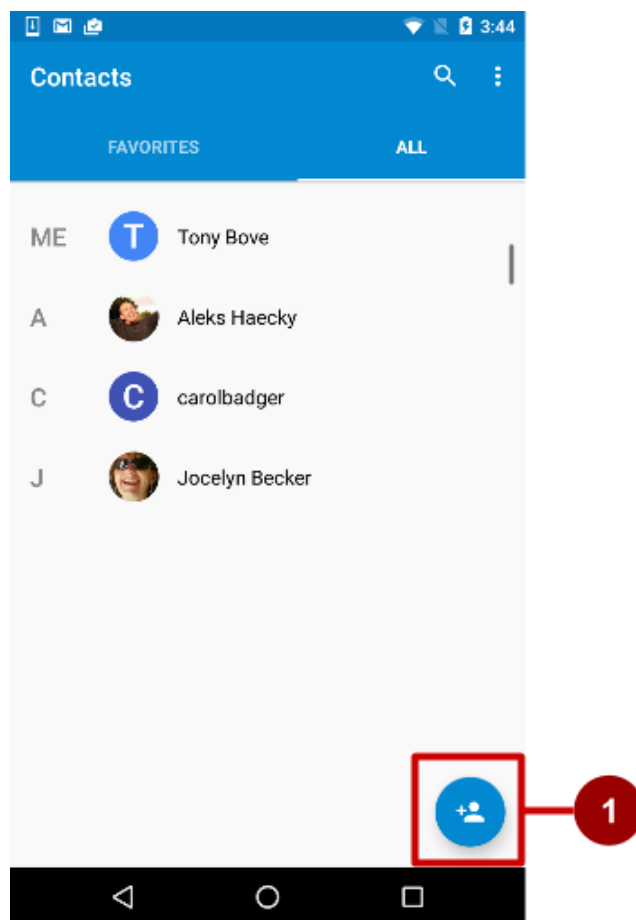 3:44
Contacts
FAVORITES ALL
ME T Tony Bove
A Aleks Haecky
C C carolbadger
J Jocelyn Becker
1